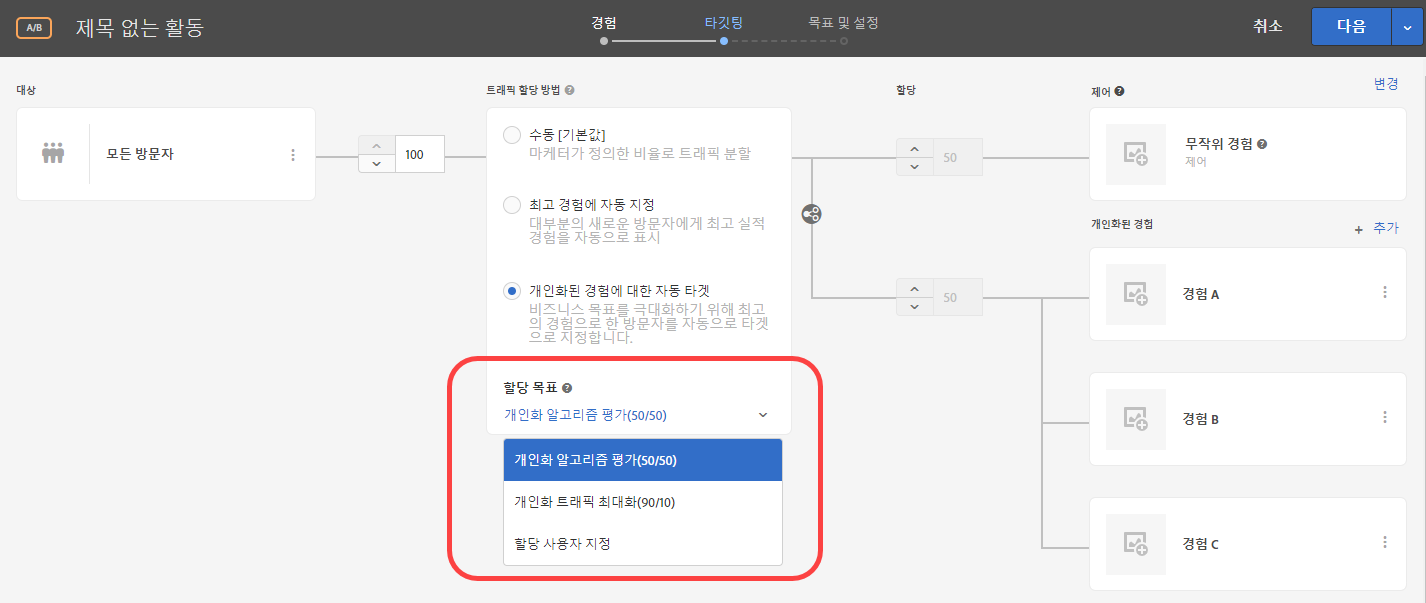 A/B
제목 없는 활동
경험
타깃팅
목표 및 설정
취소
다음
대상
모든 방문자
100
트래픽 할당 방법
수동 [기본값]
마케터가 정의한 비율로 트래픽 분할
최고 경험에 자동 지정
대부분의 새로운 방문자에게 최고 실적
경험을 자동으로 표시
개인화된 경험에 대한 자동 타겟
비즈니스 목표를 극대화하기 위해 최고
의 경험으로 한 방문자를 자동으로 타겟
으로 지정합니다.
할당 목표
개인화 알고리즘 평가(50/50)
개인화 알고리즘 평가(50/50)
개인화 트래픽 최대화(90/10)
할당 사용자 지정
할당
50
50
제어
변경
무작위 경험
제어
개인화된 경험
+ 추가
경험 A
경험 B
경험 C